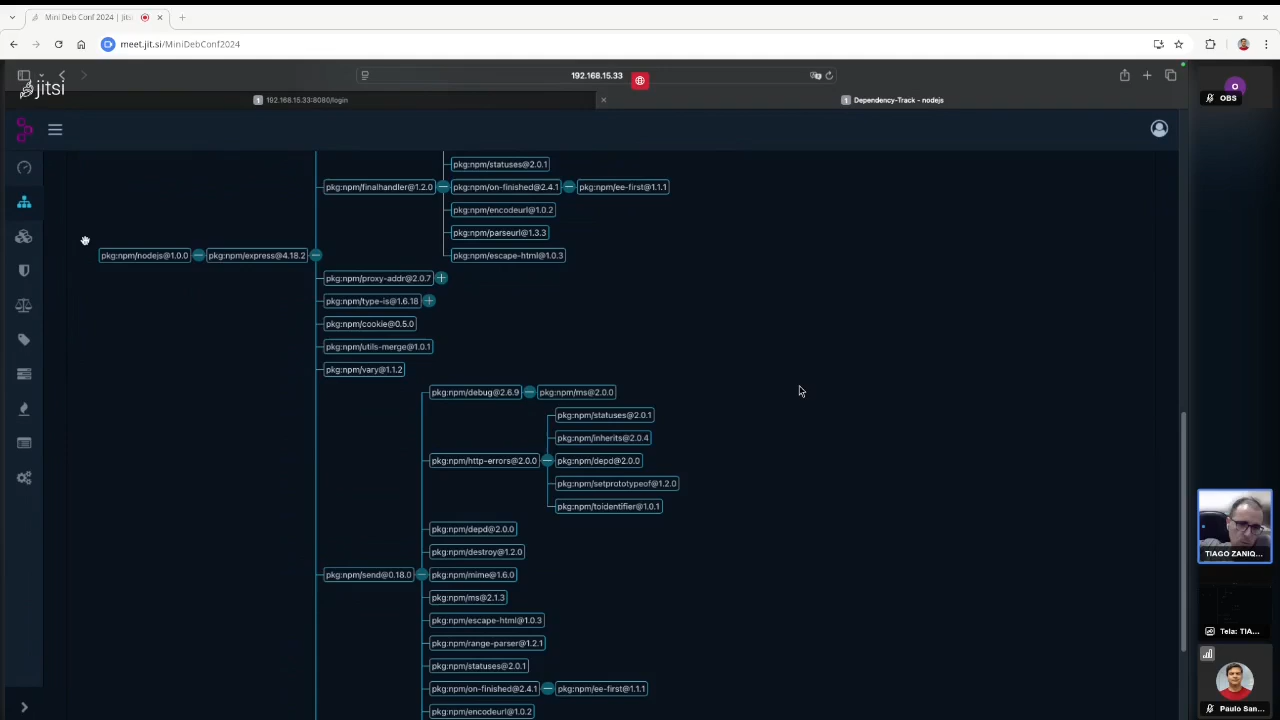 Mini Deb Conf 2024 | Jitsi
meet.jit.si/MiniDebConf2024
jitsi
192.168.15.33
192.168.15.33:8080/login
Dependency-Track - nodejs
OBS
pkg:npm/statuses@2.0.1
pkg:npm/finalhandler@1.2.0
pkg:npm/on-finished@2.4.1
pkg:npm/ee-first@1.1.1
pkg:npm/encodeurl@1.0.2
pkg:npm/parseurl@1.3.3
pkg:npm/nodejs@1.0.0
pkg:npm/express@4.18.2
pkg:npm/escape-html@1.0.3
pkg:npm/proxy-addr@2.0.7
pkg:npm/type-is@1.6.18
pkg:npm/cookie@0.5.0
pkg:npm/utils-merge@1.0.1
pkg:npm/vary@1.1.2
pkg:npm/debug@2.6.9
pkg:npm/ms@2.0.0
pkg:npm/statuses@2.0.1
pkg:npm/inherits@2.0.4
pkg:npm/http-errors@2.0.0
pkg:npm/depd@2.0.0
pkg:npm/setprototypeof@1.2.0
pkg:npm/toidentifier@1.0.1
pkg:npm/depd@2.0.0
pkg:npm/destroy@1.2.0
pkg:npm/send@0.18.0
pkg:npm/mime@1.6.0
pkg:npm/ms@2.1.3
pkg:npm/escape-html@1.0.3
pkg:npm/range-parser@1.2.1
pkg:npm/statuses@2.0.1
pkg:npm/on-finished@2.4.1
pkg:npm/ee-first@1.1.1
pkg:npm/encodeurl@1.0.2
TIAGO ZANIQ...
Tela: TIA...
Paulo San...